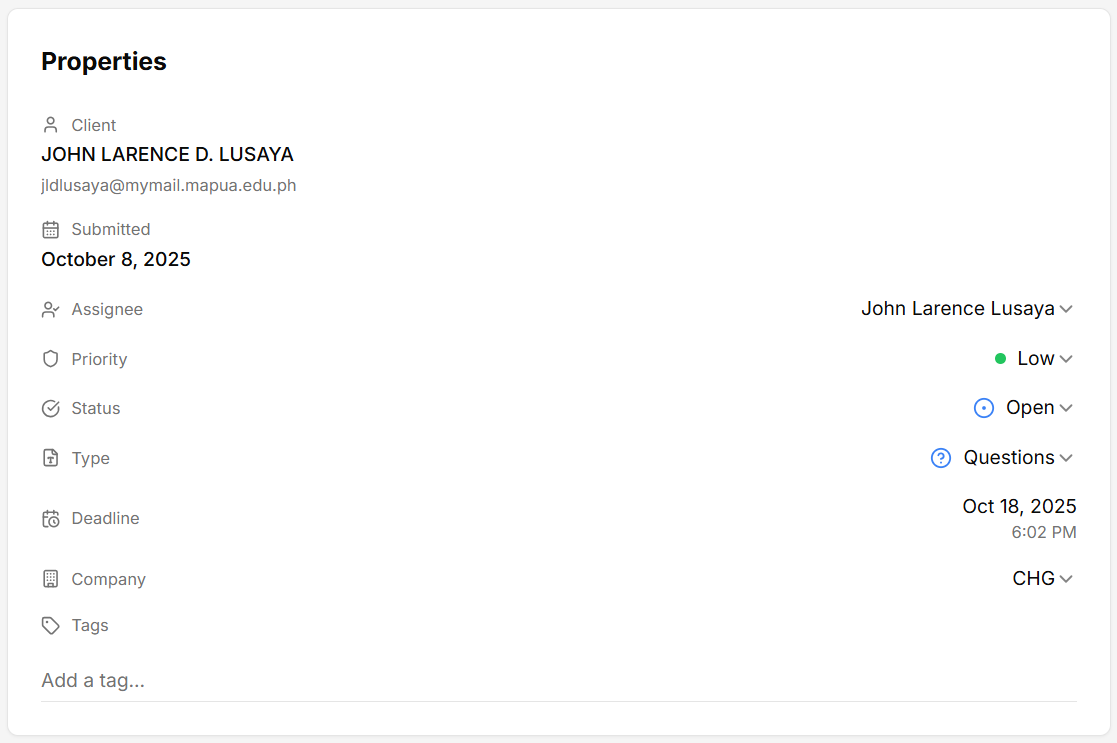 Properties
Client
JOHN LARENCE D. LUSAYA
jldlusaya@mymail.mapua.edu.ph
Submitted
October 8, 2025
Assignee
John Larence Lusaya
Priority
Low
Status
Open
Type
Questions
Deadline
Oct 18, 2025
6:02 PM
Company
CHG
Tags
Add a tag...